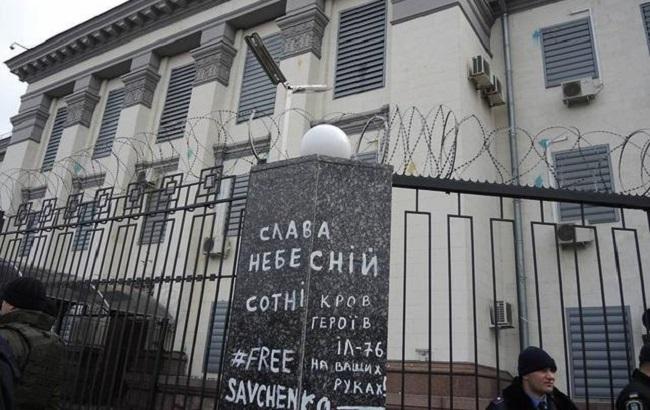 СЛАВА
НЕБЕСНІЙ
СОТНІ
#FREE
SAVCHENKO
КРОВ
ГЕРОЇВ
ІЛ-76
НА ВАШИХ
РУКАХ!